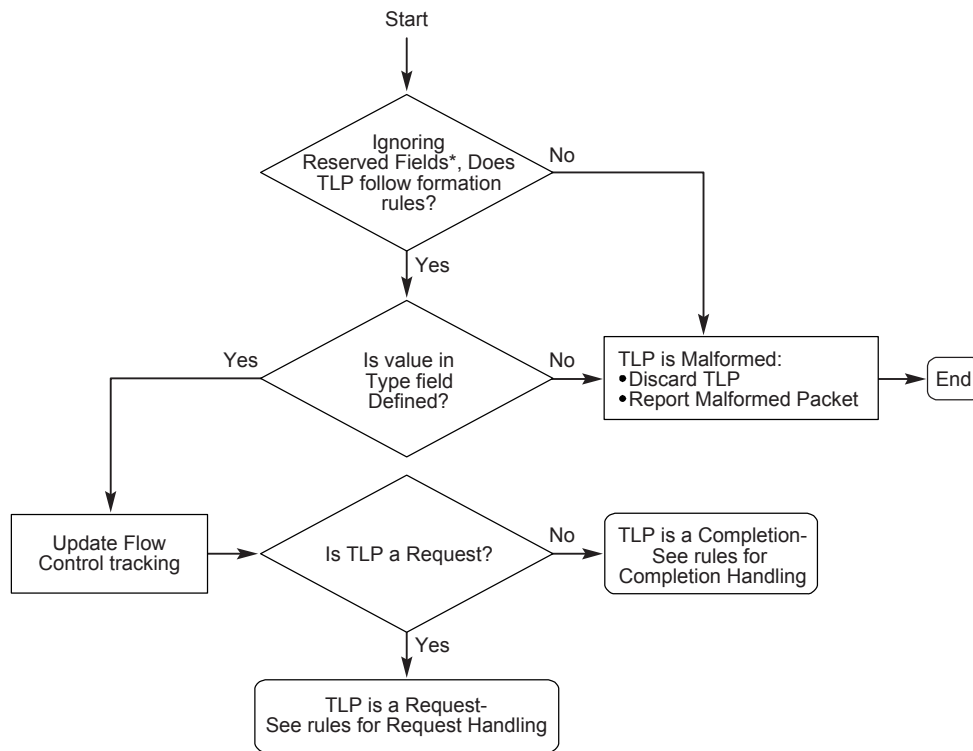 Start
Ignoring
Reserved Fields*, Does
TLP follow formation
rules?
No
Yes
Is value in
Type field
Defined?
Yes
No
TLP is Malformed:
•Discard TLP
•Report Malformed Packet
End
Update Flow
Control tracking
Is TLP a Request?
No
TLP is a Completion-
See rules for
Completion Handling
Yes
TLP is a Request-
See rules for Request Handling